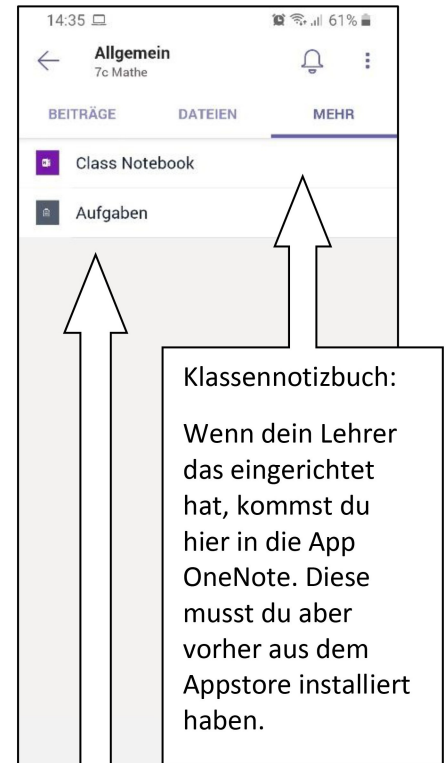 14:35 61%
Allgemein
7c Mathe
BEITRÄGE DATEIEN MEHR
Class Notebook
Aufgaben
Klassennotizbuch:
Wenn dein Lehrer
das eingerichtet
hat, kommst du
hier in die App
OneNote. Diese
musst du aber
vorher aus dem
Appstore installiert
haben.